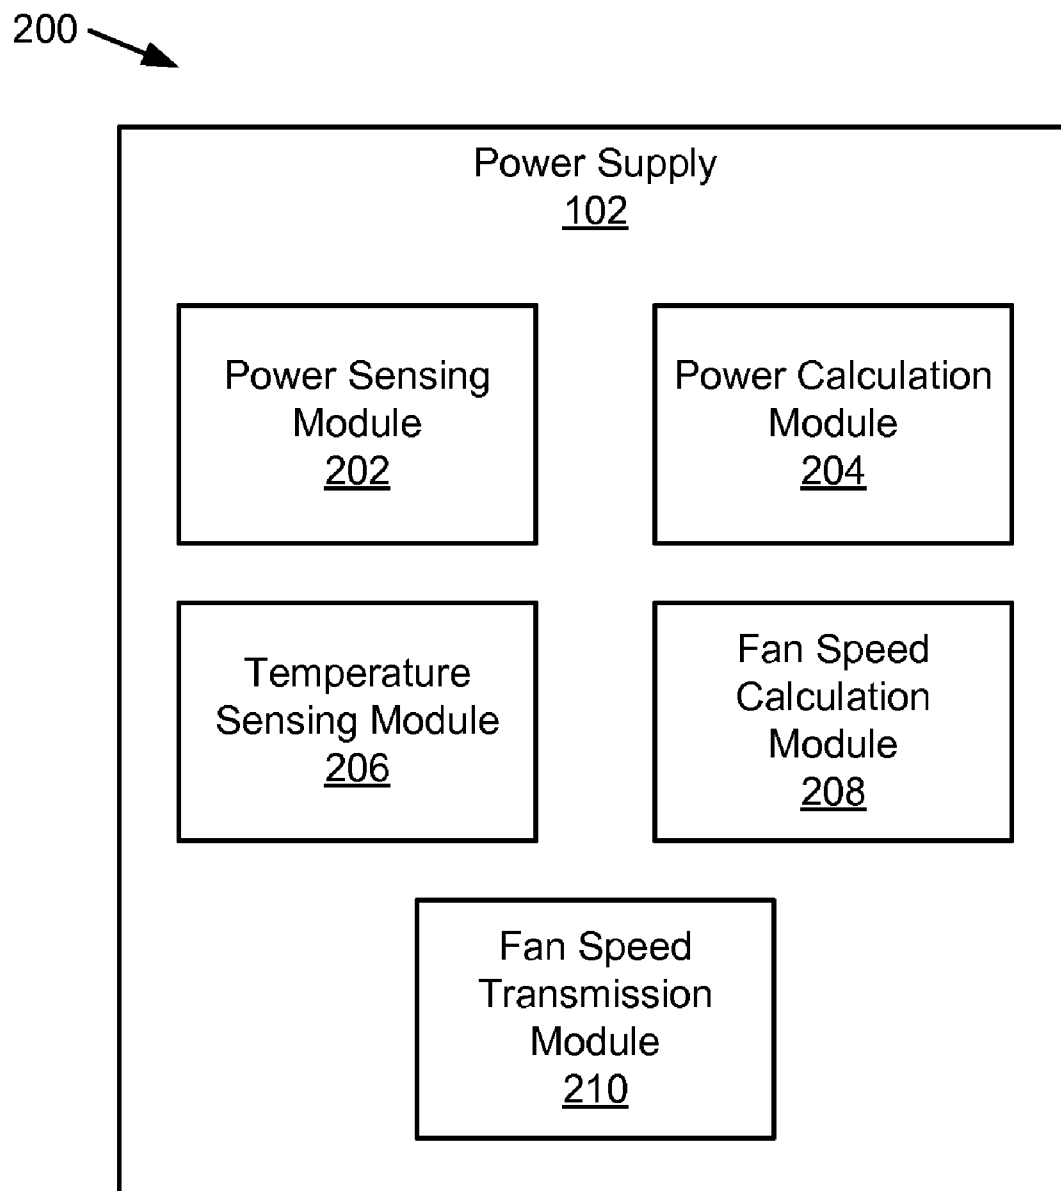 200
Power Supply
102
Power Sensing
Module
202
Power Calculation
Module
204
Temperature
Sensing Module
206
Fan Speed
Calculation
Module
208
Fan Speed
Transmission
Module
210